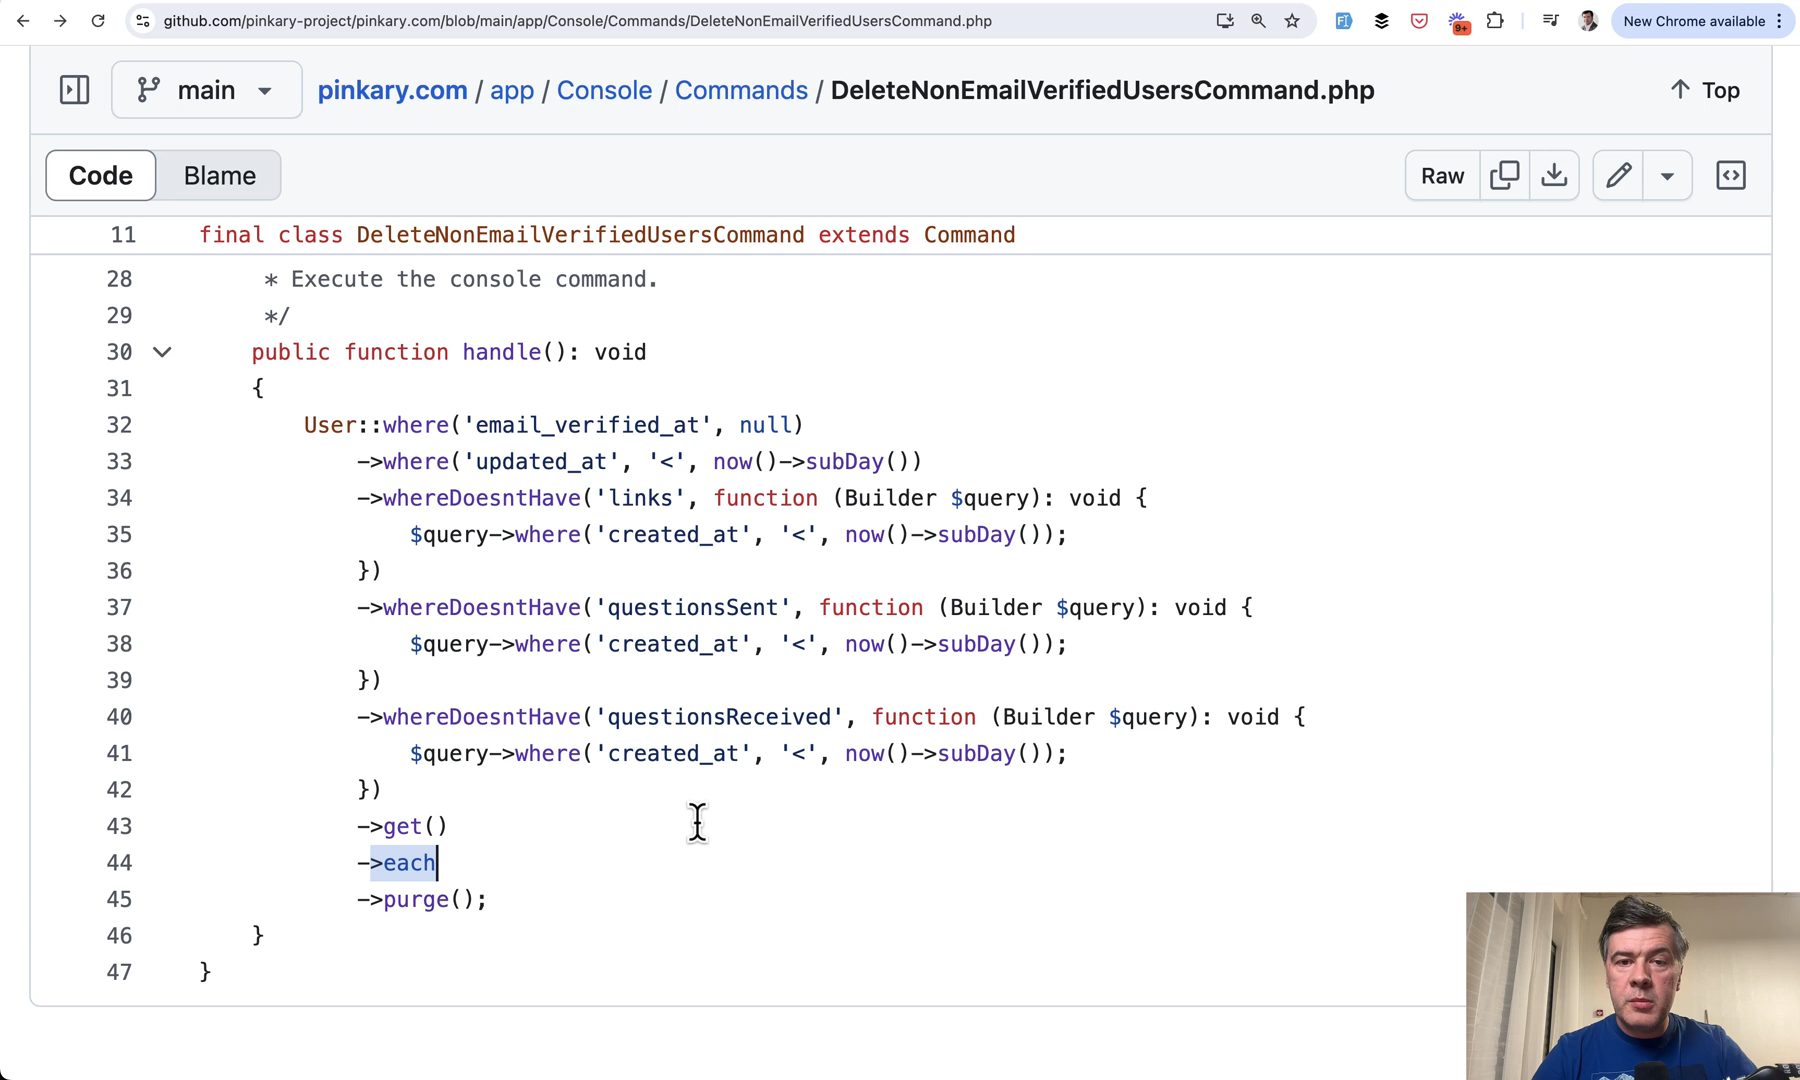 github.com/pinkary-project/pinkary.com/blob/main/app/Console/Commands/DeleteNonEmailVerifiedUsersCommand.php
9+
New Chrome available
main
pinkary.com / app / Console / Commands / DeleteNonEmailVerifiedUsersCommand.php
Top
Code
Blame
Raw
11 final class DeleteNonEmailVerifiedUsersCommand extends Command
28 * Execute the console command.
29 */
30 public function handle(): void
31 {
32 User::where('email_verified_at', null)
33 ->where('updated_at', '<', now()->subDay())
34 ->whereDoesntHave('links', function (Builder $query): void {
35 $query->where('created_at', '<', now()->subDay());
36 })
37 ->whereDoesntHave('questionsSent', function (Builder $query): void {
38 $query->where('created_at', '<', now()->subDay());
39 })
40 ->whereDoesntHave('questionsReceived', function (Builder $query): void {
41 $query->where('created_at', '<', now()->subDay());
42 })
43 ->get()
44 ->each
45 ->purge();
46 }
47 }